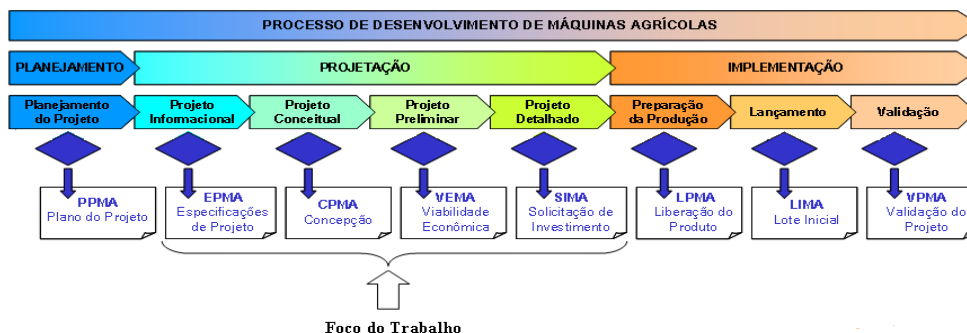 PROCESSO DE DESENVOLVIMENTO DE MÁQUINAS AGRÍCOLAS
PLANEJAMENTO
PROJETAÇÃO
IMPLEMENTAÇÃO
Planejamento
do Projeto
Projeto
Informacional
Projeto
Conceitual
Projeto
Preliminar
Projeto
Detalhado
Preparação
da Produção
Lançamento
Validação
PPMA
Plano do Projeto
EPMA
Especificações
de Projeto
CPMA
Concepção
VEMA
Viabilidade
Econômica
SIMA
Solicitação de
Investimento
LPMA
Liberação do
Produto
LIMA
Lote Inicial
VPMA
Validação do
Projeto
Foco do Trabalho